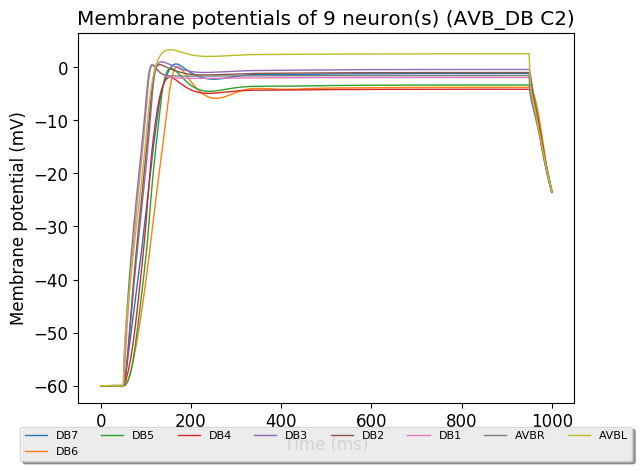 Membrane potentials of 9 neuron(s) (AVB_DB C2)
Membrane potential (mV)
0
−10
−20
−30
−40
−50
−60
0 200 400 600 800 1000
Time (ms)
DB7 DB5 DB4 DB3 DB2 DB1 AVBR AVBL
DB6